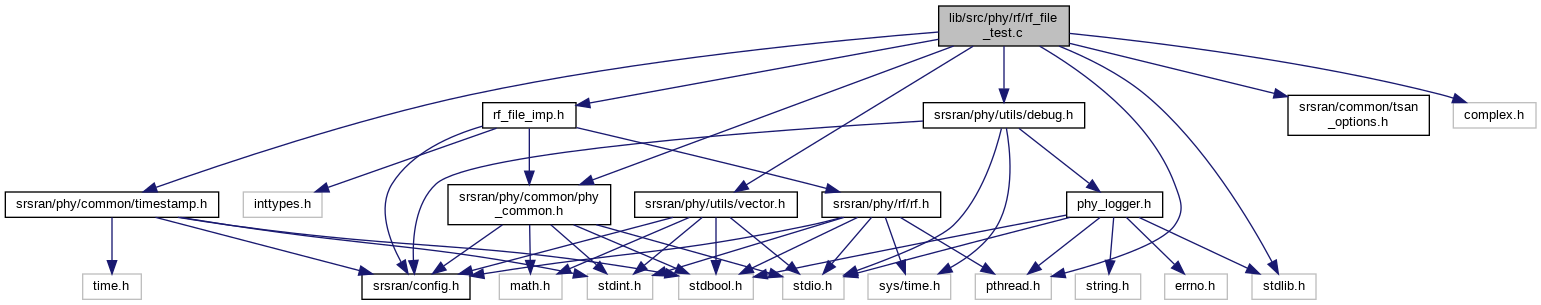 lib/src/phy/rf/rf_file
_test.c
rf_file_imp.h
srsran/phy/utils/debug.h
srsran/common/tsan
_options.h
complex.h
srsran/phy/common/timestamp.h
inttypes.h
srsran/phy/common/phy
_common.h
srsran/phy/utils/vector.h
srsran/phy/rf/rf.h
phy_logger.h
time.h
srsran/config.h
math.h
stdint.h
stdbool.h
stdio.h
sys/time.h
pthread.h
string.h
errno.h
stdlib.h